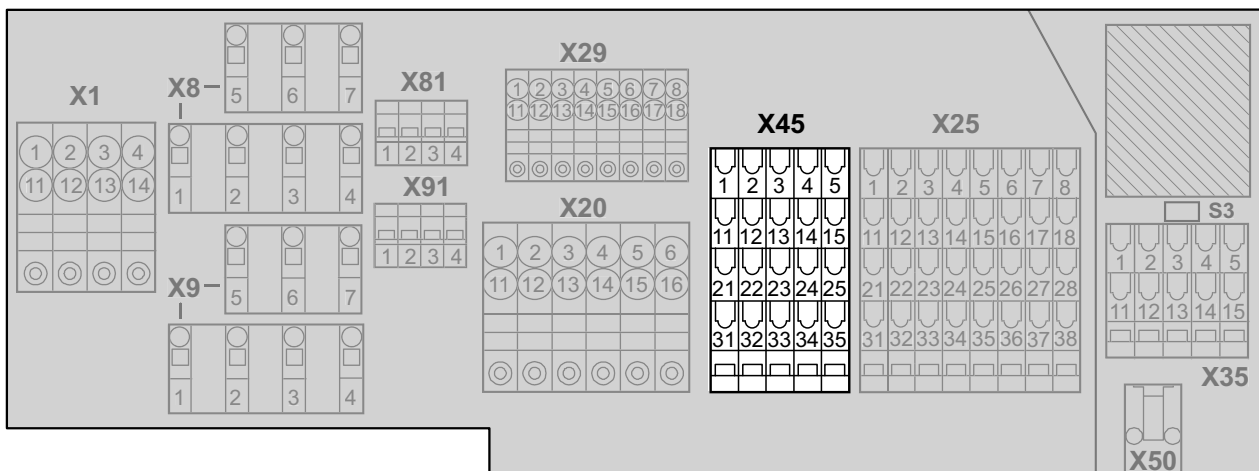 X1
1 2 3 4
11 12 13 14
X8
5 6 7
1 2 3 4
X9
5 6 7
1 2 3 4
X81
1 2 3 4
X91
1 2 3 4
X29
1 2 3 4 5 6 7 8
11 12 13 14 15 16 17 18
X20
1 2 3 4 5 6
11 12 13 14 15 16
X45
1 2 3 4 5
11 12 13 14 15
21 22 23 24 25
31 32 33 34 35
X25
1 2 3 4 5 6 7 8
11 12 13 14 15 16 17 18
21 22 23 24 25 26 27 28
31 32 33 34 35 36 37 38
S3
1 2 3 4 5
11 12 13 14 15
X35
X50